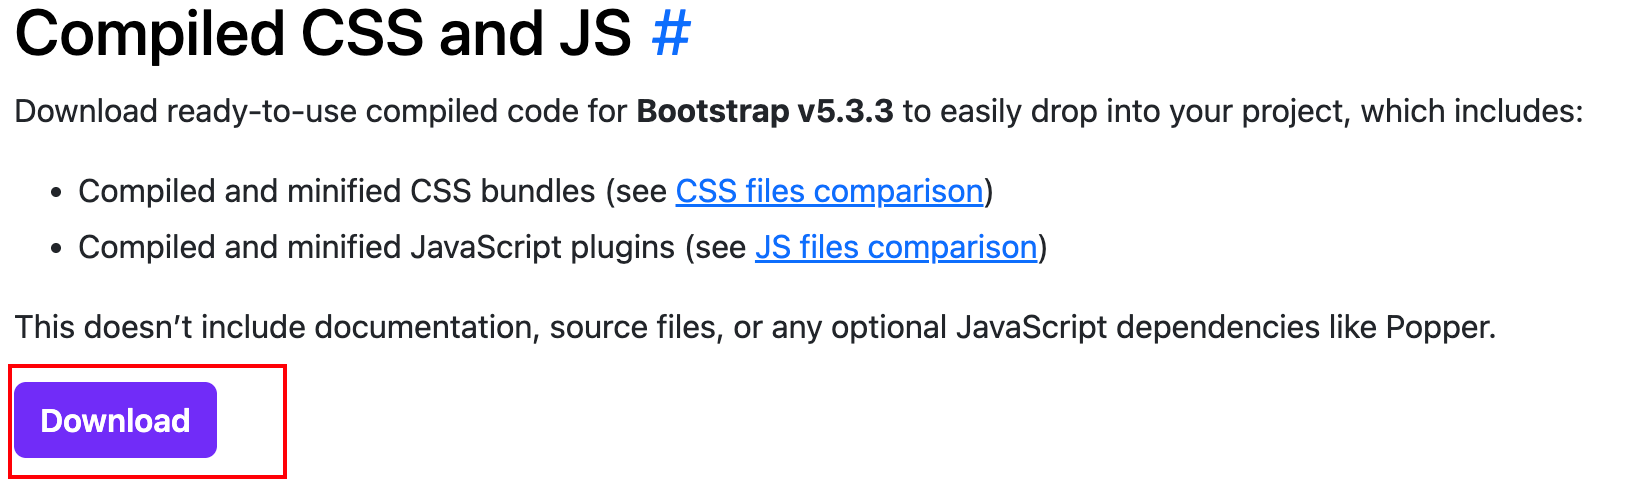 Compiled CSS and JS #
Download ready-to-use compiled code for Bootstrap v5.3.3 to easily drop into your project, which includes:
• Compiled and minified CSS bundles (see CSS files comparison)
• Compiled and minified JavaScript plugins (see JS files comparison)
This doesn’t include documentation, source files, or any optional JavaScript dependencies like Popper.
Download